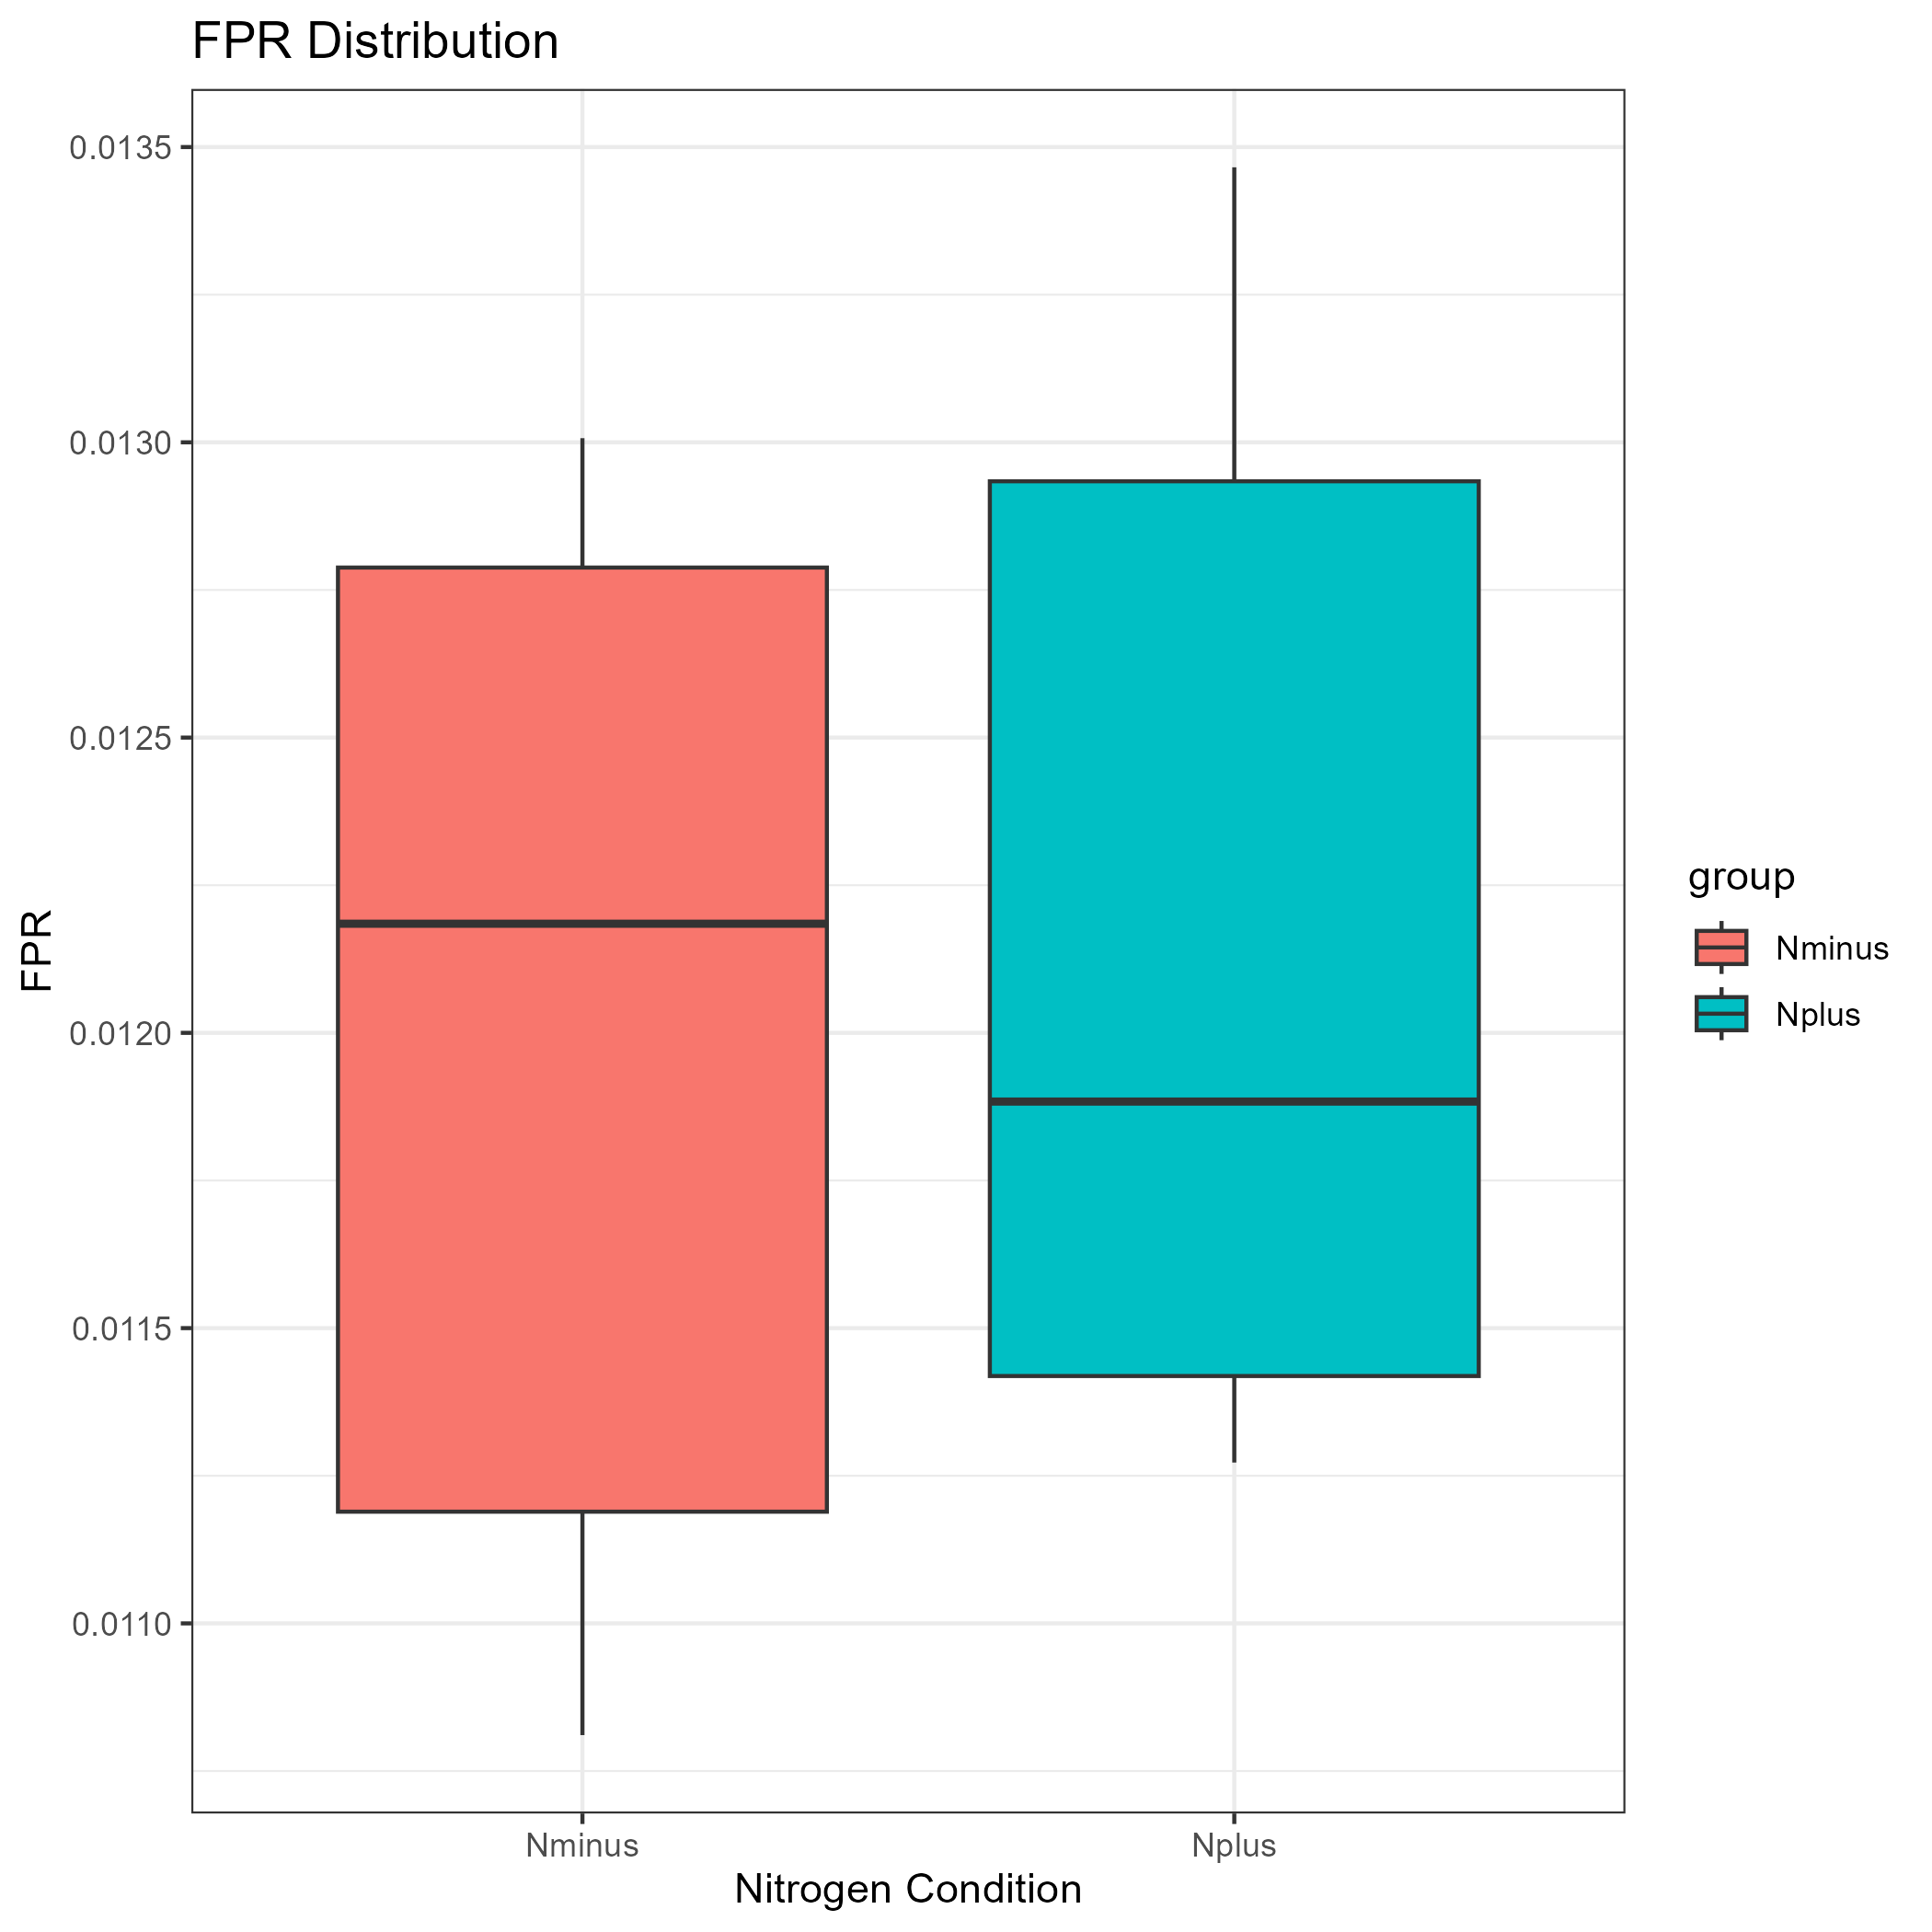 FPR Distribution
0.0135
0.0130
0.0125
0.0120
0.0115
0.0110
FPR
Nminus
Nplus
Nitrogen Condition
group
Nminus
Nplus